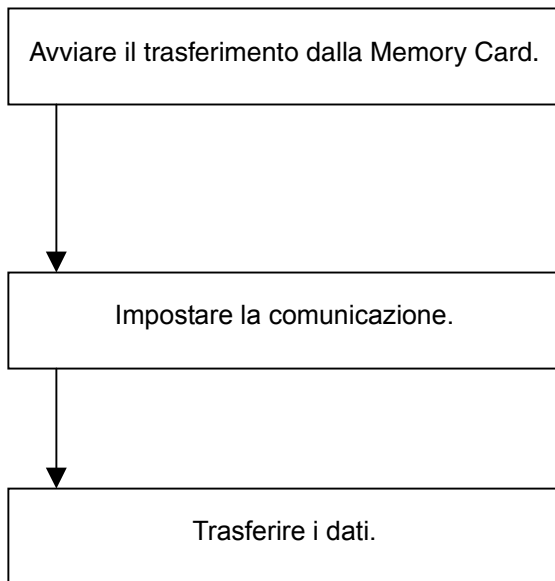 Avviare il trasferimento dalla Memory Card.
Impostare la comunicazione.
Trasferire i dati.